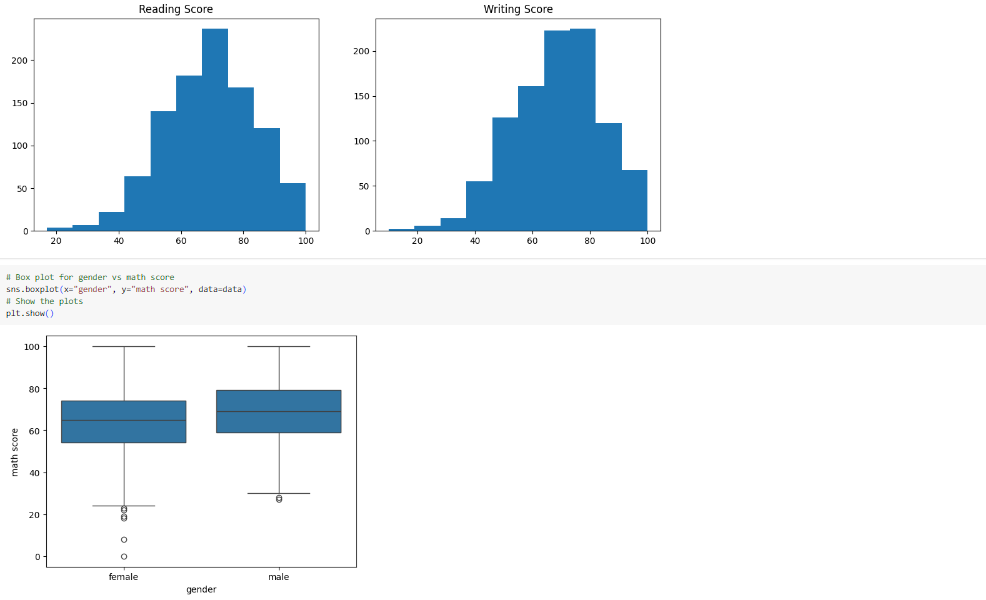 Reading Score
Writing Score
200
150
100
50
0
20 40 60 80 100
200
150
100
50
0
20 40 60 80 100
# Box plot for gender vs math score
sns.boxplot(x="gender", y="math score", data=data)
# Show the plots
plt.show()
100
80
60
40
20
0
math score
female male
gender